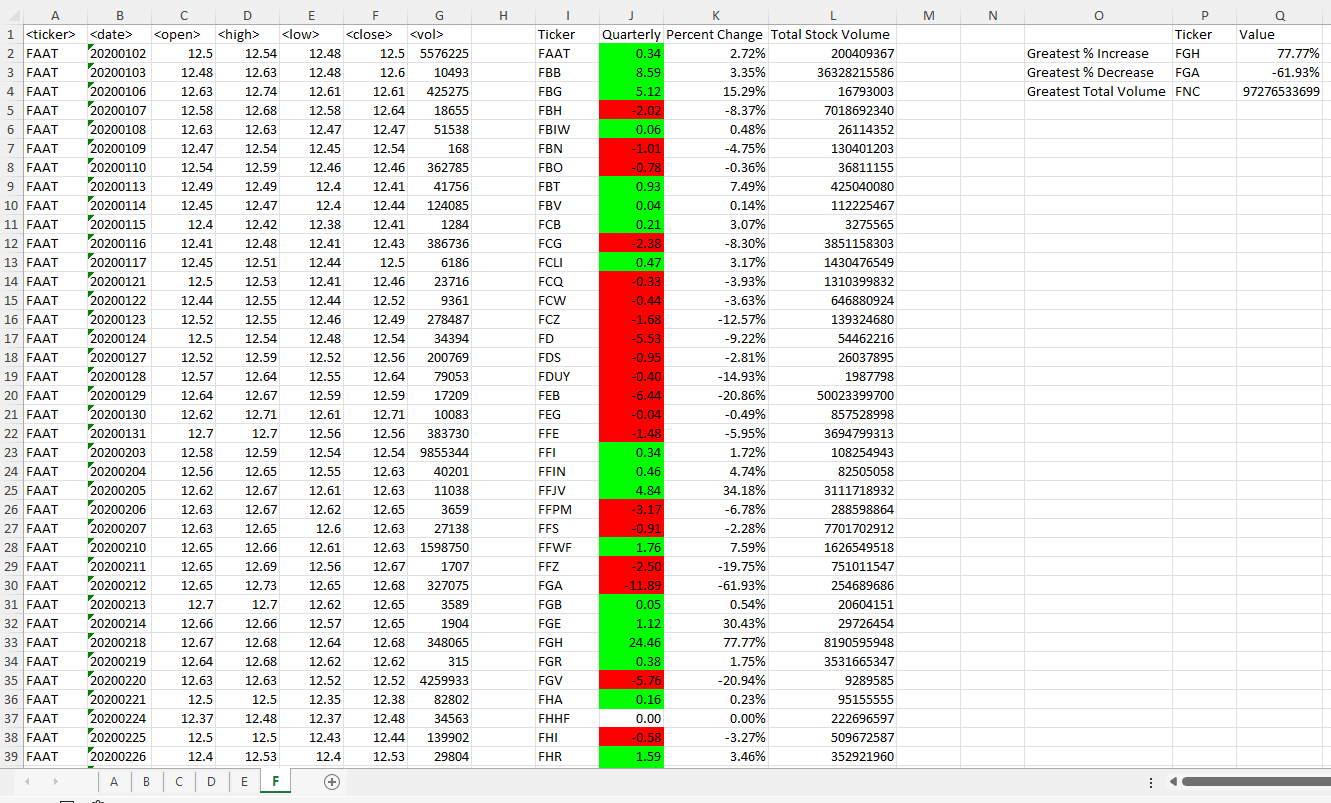 A B C D E F G H I J K L M N O P Q
1 <ticker> <date> <open> <high> <low> <close> <vol> Ticker Quarterly Percent Change Total Stock Volume Ticker Value
2 FAAT 20200102 12.5 12.54 12.48 12.5 5576225 FAAT 0.34 2.72% 200409367 Greatest % Increase FGH 77.77%
3 FAAT 20200103 12.48 12.63 12.48 12.6 10493 FBB 8.59 3.35% 36328215586 Greatest % Decrease FGA -61.93%
4 FAAT 20200106 12.63 12.74 12.61 12.61 425275 FBG 5.12 15.29% 16793003 Greatest Total Volume FNC 97276533699
5 FAAT 20200107 12.58 12.68 12.58 12.64 18655 FBH -2.02 -8.37% 7018692340
6 FAAT 20200108 12.63 12.63 12.47 12.47 51538 FBIW 0.06 0.48% 26114352
7 FAAT 20200109 12.47 12.54 12.45 12.54 168 FBN -1.01 -4.75% 130401203
8 FAAT 20200110 12.54 12.59 12.46 12.46 362785 FBO -0.78 -0.36% 36811155
9 FAAT 20200113 12.49 12.49 12.4 12.41 41756 FBT 0.93 7.49% 425040080
10 FAAT 20200114 12.45 12.47 12.4 12.44 124085 FBV 0.04 0.14% 112225467
11 FAAT 20200115 12.4 12.42 12.38 12.41 1284 FCB 0.21 3.07% 3275565
12 FAAT 20200116 12.41 12.48 12.41 12.43 386736 FCG -2.38 -8.30% 3851158303
13 FAAT 20200117 12.45 12.51 12.44 12.5 6186 FCLI 0.47 3.17% 1430476549
14 FAAT 20200121 12.5 12.53 12.41 12.46 23716 FCQ -0.33 -3.93% 1310399832
15 FAAT 20200122 12.44 12.55 12.44 12.52 9361 FCW -0.44 -3.63% 646880924
16 FAAT 20200123 12.52 12.55 12.46 12.49 278487 FCZ -1.68 -12.57% 139324680
17 FAAT 20200124 12.5 12.54 12.48 12.54 34394 FD -5.53 -9.22% 54462216
18 FAAT 20200127 12.52 12.59 12.52 12.56 200769 FDS -0.95 -2.81% 26037895
19 FAAT 20200128 12.57 12.64 12.55 12.64 79053 FDUY -0.40 -14.93% 1987798
20 FAAT 20200129 12.64 12.67 12.59 12.59 17209 FEB -6.44 -20.86% 50023399700
21 FAAT 20200130 12.62 12.71 12.61 12.71 10083 FEG -0.04 -0.49% 857528998
22 FAAT 20200131 12.7 12.7 12.56 12.56 383730 FFE -1.48 -5.95% 3694799313
23 FAAT 20200203 12.58 12.59 12.54 12.54 9855344 FFI 0.34 1.72% 108254943
24 FAAT 20200204 12.56 12.65 12.55 12.63 40201 FFIN 0.46 4.74% 82505058
25 FAAT 20200205 12.62 12.67 12.61 12.63 11038 FFJV 4.84 34.18% 3111718932
26 FAAT 20200206 12.63 12.67 12.62 12.65 3659 FFPM -3.17 -6.78% 288598864
27 FAAT 20200207 12.63 12.65 12.6 12.63 27138 FFS -0.91 -2.28% 7701702912
28 FAAT 20200210 12.65 12.66 12.61 12.63 1598750 FFWF 1.76 7.59% 1626549518
29 FAAT 20200211 12.65 12.69 12.56 12.67 1707 FFZ -2.50 -19.75% 751011547
30 FAAT 20200212 12.65 12.73 12.65 12.68 327075 FGA -11.89 -61.93% 254689686
31 FAAT 20200213 12.7 12.7 12.62 12.65 3589 FGB 0.05 0.54% 20604151
32 FAAT 20200214 12.66 12.66 12.57 12.65 1904 FGE 1.12 30.43% 29726454
33 FAAT 20200218 12.67 12.68 12.64 12.68 348065 FGH 24.46 77.77% 8190595948
34 FAAT 20200219 12.64 12.68 12.62 12.62 315 FGR 0.38 1.75% 3531665347
35 FAAT 20200220 12.63 12.63 12.52 12.52 4259933 FGV -5.76 -20.94% 9289585
36 FAAT 20200221 12.5 12.5 12.35 12.38 82802 FHA 0.16 0.23% 95155555
37 FAAT 20200224 12.37 12.48 12.37 12.48 34563 FHHF 0.00 0.00% 222696597
38 FAAT 20200225 12.5 12.5 12.43 12.44 139902 FHI -0.58 -3.27% 509672587
39 FAAT 20200226 12.4 12.53 12.4 12.53 29804 FHR 1.59 3.46% 352921960
A B C D E F